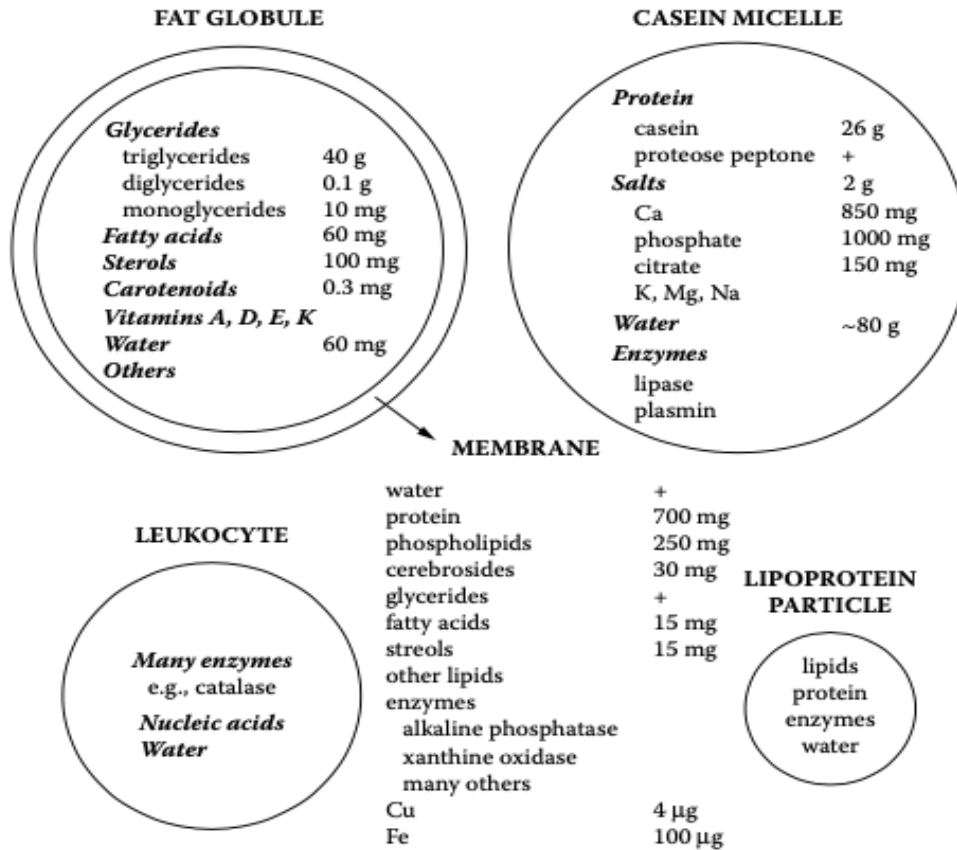 FAT GLOBULE
Glycerides
triglycerides 40 g
diglycerides 0.1 g
monoglycerides 10 mg
Fatty acids 60 mg
Sterols 100 mg
Carotenoids 0.3 mg
Vitamins A, D, E, K
Water 60 mg
Others
CASEIN MICELLE
Protein
casein 26 g
proteose peptone +
Salts 2 g
Ca 850 mg
phosphate 1000 mg
citrate 150 mg
K, Mg, Na
Water ~80 g
Enzymes
lipase
plasmin
MEMBRANE
water +
protein 700 mg
phospholipids 250 mg
cerebrosides 30 mg
glycerides +
fatty acids 15 mg
streols 15 mg
other lipids
enzymes
alkaline phosphatase
xanthine oxidase
many others
Cu 4 µg
Fe 100 µg
LEUKOCYTE
Many enzymes
e.g., catalase
Nucleic acids
Water
LIPOPROTEIN
PARTICLE
lipids
protein
enzymes
water